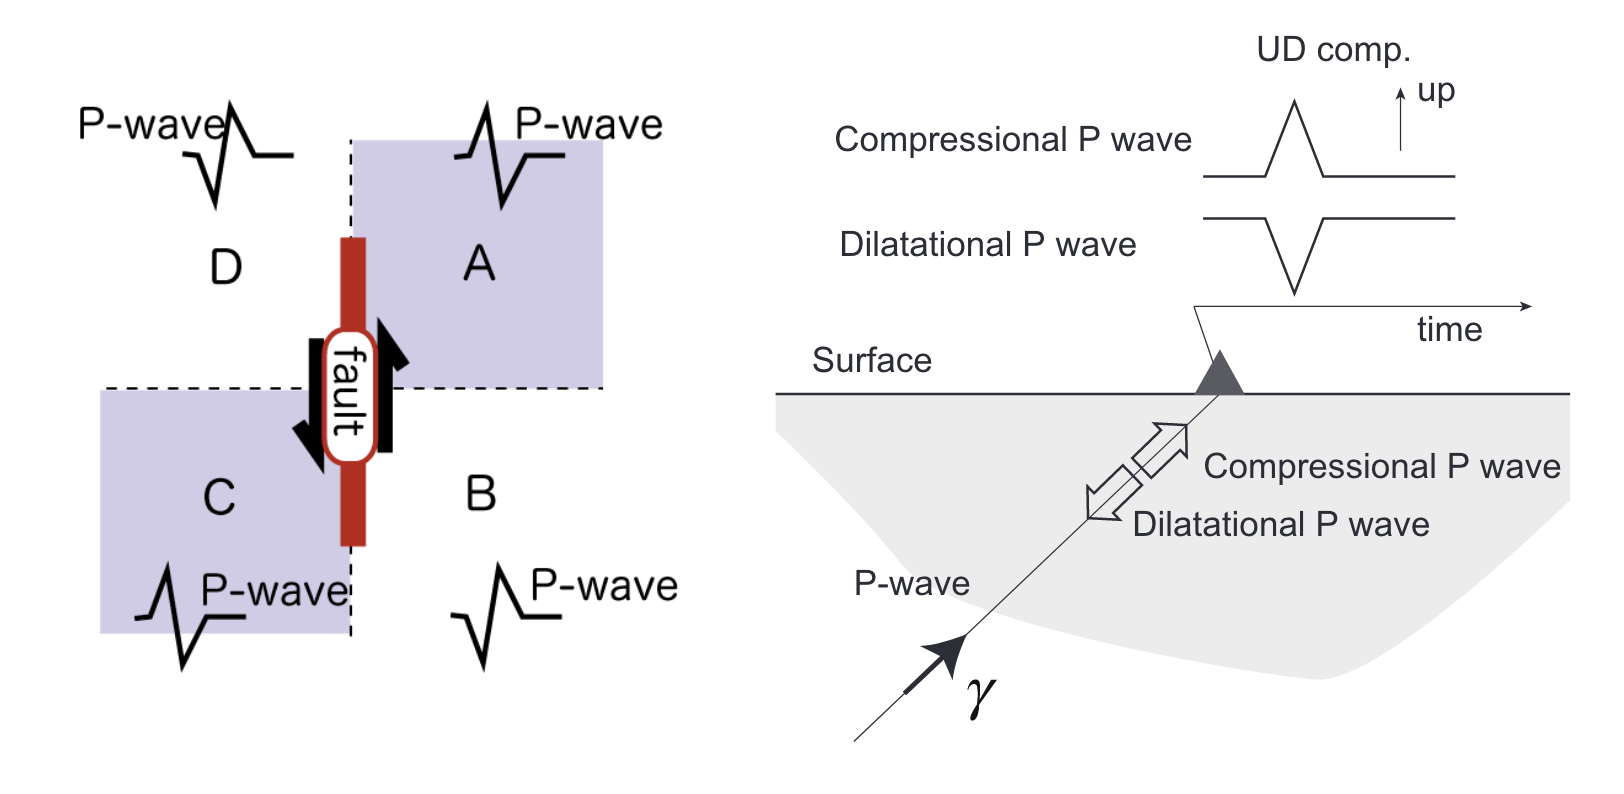 P-wave
P-wave
D
A
fault
C
B
P-wave
P-wave
UD comp.
up
Compressional P wave
Dilatational P wave
time
Surface
Compressional P wave
Dilatational P wave
P-wave
γ